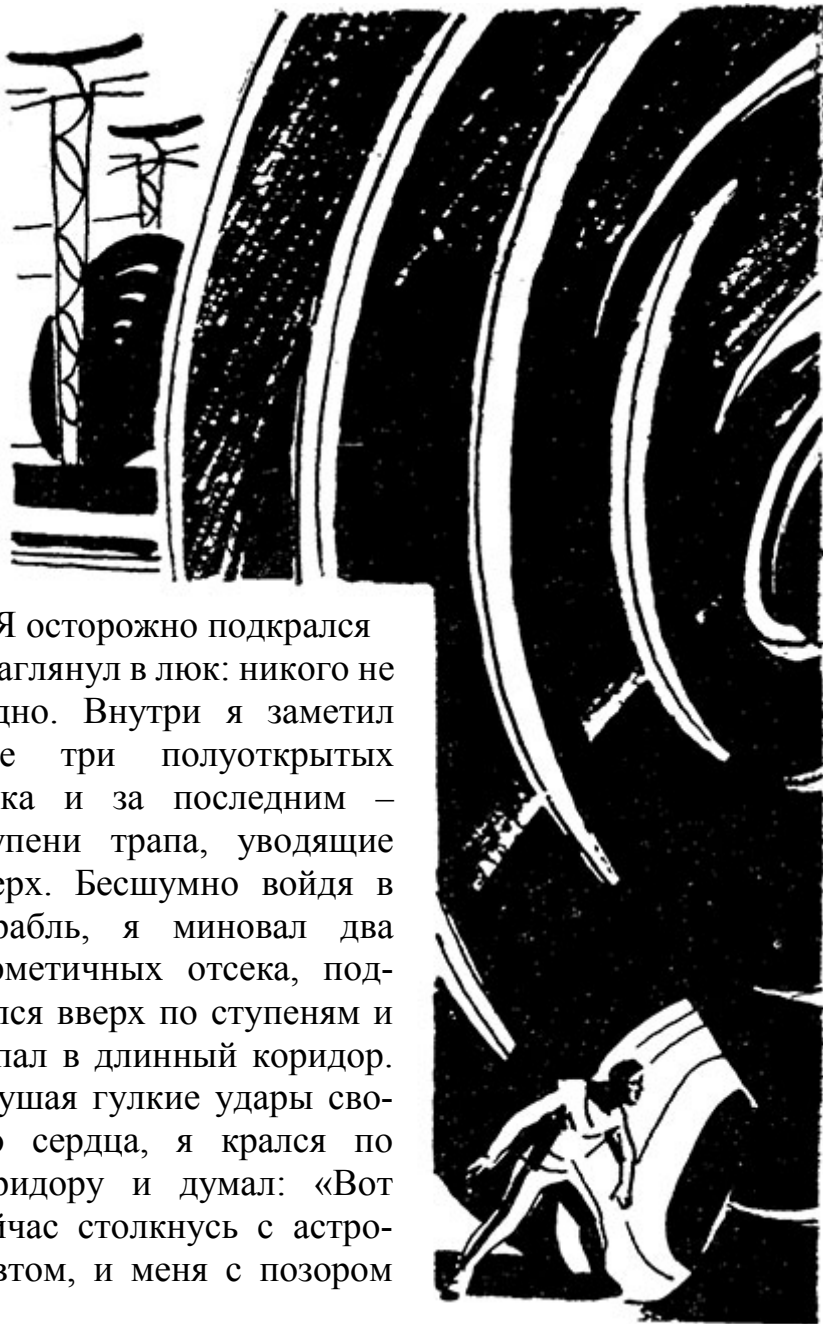 Я осторожно подкрался
аглянул в люк: никого не
дно. Внутри я заметил
е три полуоткрытых
ка и за последним –
упени трапа, уводящие
ерх. Бесшумно войдя в
рабль, я миновал два
рметичных отсека, под-
лся вверх по ступеням и
пал в длинный коридор.
ушая гулкие удары сво-
о сердца, я крался по
ридору и думал: «Вот
йчас столкнусь с астро-
втом, и меня с позором